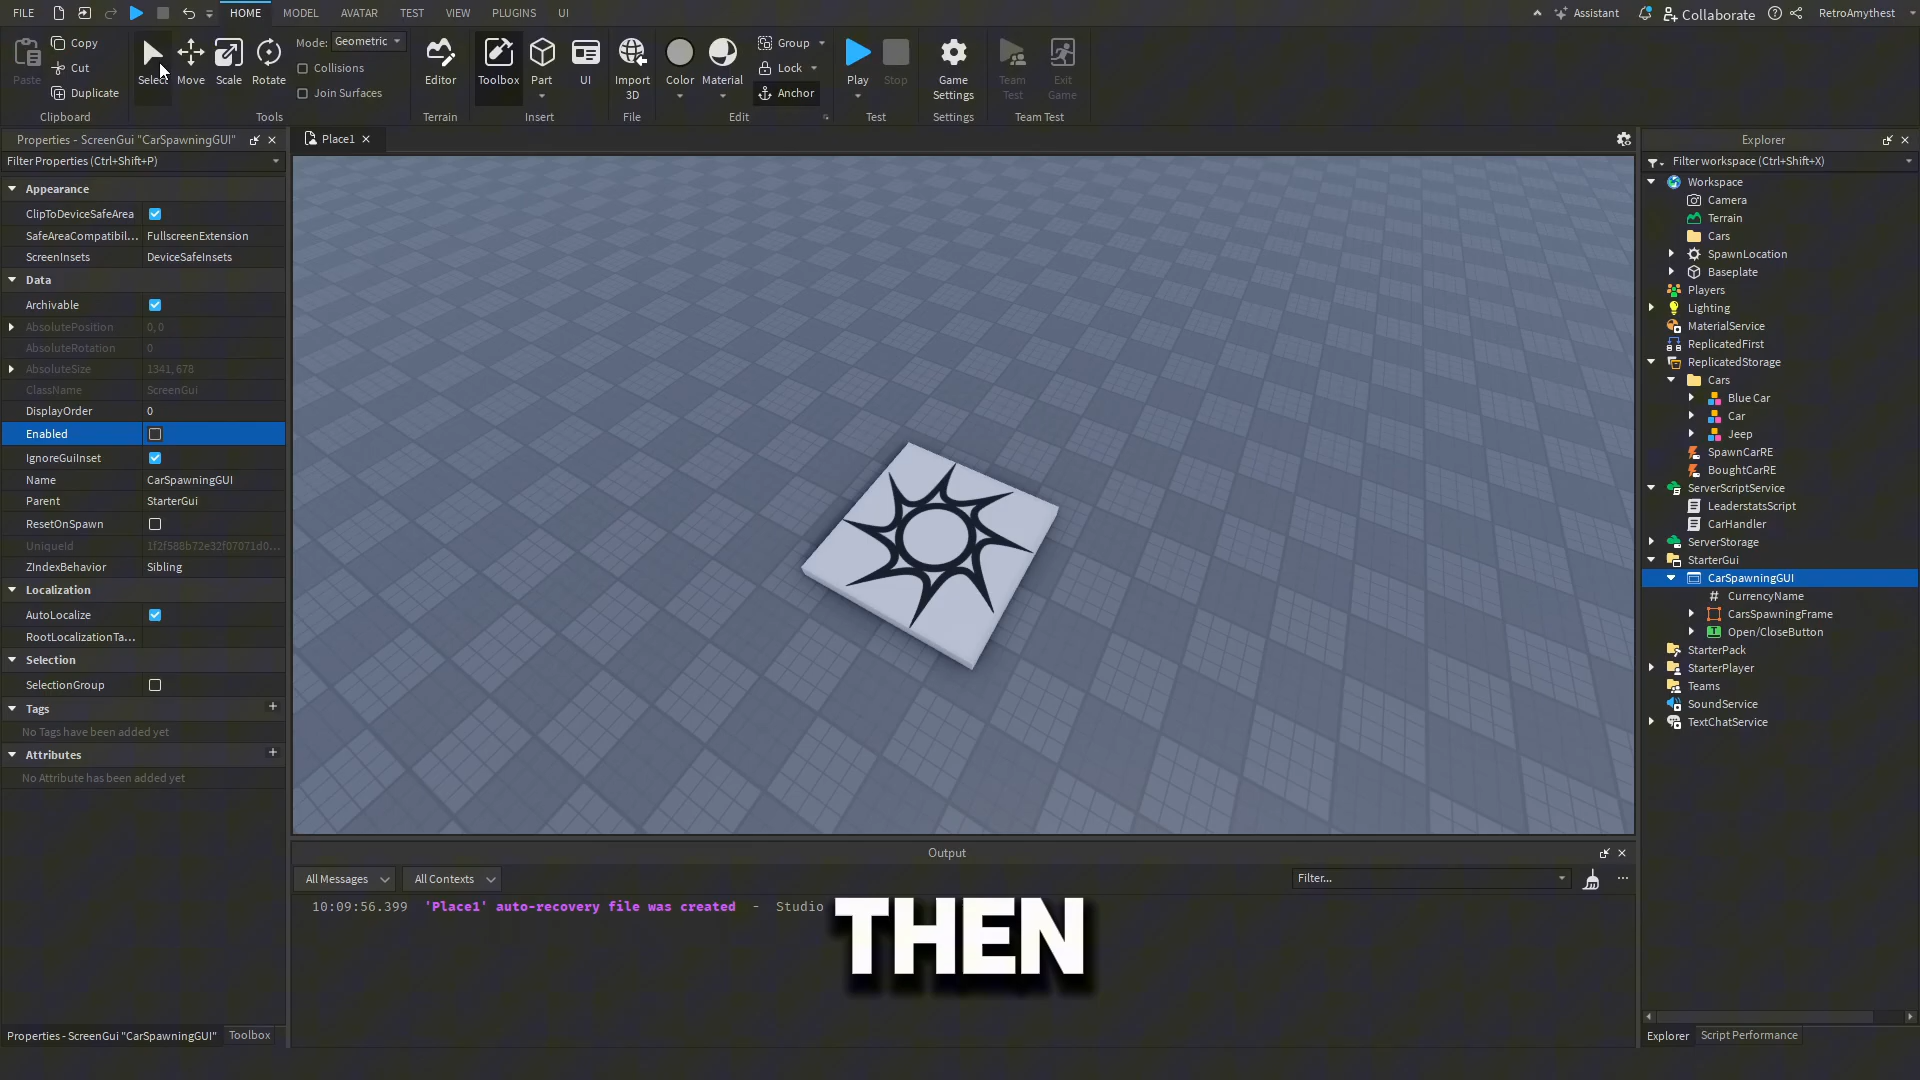 FILE
HOME
MODEL
AVATAR
TEST
VIEW
PLUGINS
UI
Assistant
Collaborate
RetroAmythest
Paste
Copy
Cut
Duplicate
Clipboard
Select
Move
Scale
Rotate
Mode: Geometric
Collisions
Join Surfaces
Tools
Editor
Terrain
Toolbox
Part
UI
Insert
Import 3D
File
Color
Material
Group
Lock
Anchor
Edit
Play
Stop
Test
Game Settings
Settings
Team Test
Exit Game
Team Test
Properties - ScreenGui "CarSpawningGUI"
Filter Properties (Ctrl+Shift+P)
Appearance
ClipToDeviceSafeArea
SafeAreaCompatibil... FullscreenExtension
ScreenInsets DeviceSafeInsets
Data
Archivable
AbsolutePosition 0, 0
AbsoluteRotation 0
AbsoluteSize 1341, 678
ClassName ScreenGui
DisplayOrder 0
Enabled
IgnoreGuiInset
Name CarSpawningGUI
Parent StarterGui
ResetOnSpawn
UniqueId 1f2f588b72e32f07071d0...
ZIndexBehavior Sibling
Localization
AutoLocalize
RootLocalizationTa...
Selection
SelectionGroup
Tags
No Tags have been added yet
Attributes
No Attribute has been added yet
Properties - ScreenGui "CarSpawningGUI"
Toolbox
Place1
Output
All Messages
All Contexts
Filter...
10:09:56.399 'Place1' auto-recovery file was created - Studio
THEN
Explorer
Filter workspace (Ctrl+Shift+X)
Workspace
Camera
Terrain
Cars
SpawnLocation
Baseplate
Players
Lighting
MaterialService
ReplicatedFirst
ReplicatedStorage
Cars
Blue Car
Car
Jeep
SpawnCarRE
BoughtCarRE
ServerScriptService
LeaderstatsScript
CarHandler
ServerStorage
StarterGui
CarSpawningGUI
CurrencyName
CarsSpawningFrame
Open/CloseButton
StarterPack
StarterPlayer
Teams
SoundService
TextChatService
Explorer
Script Performance